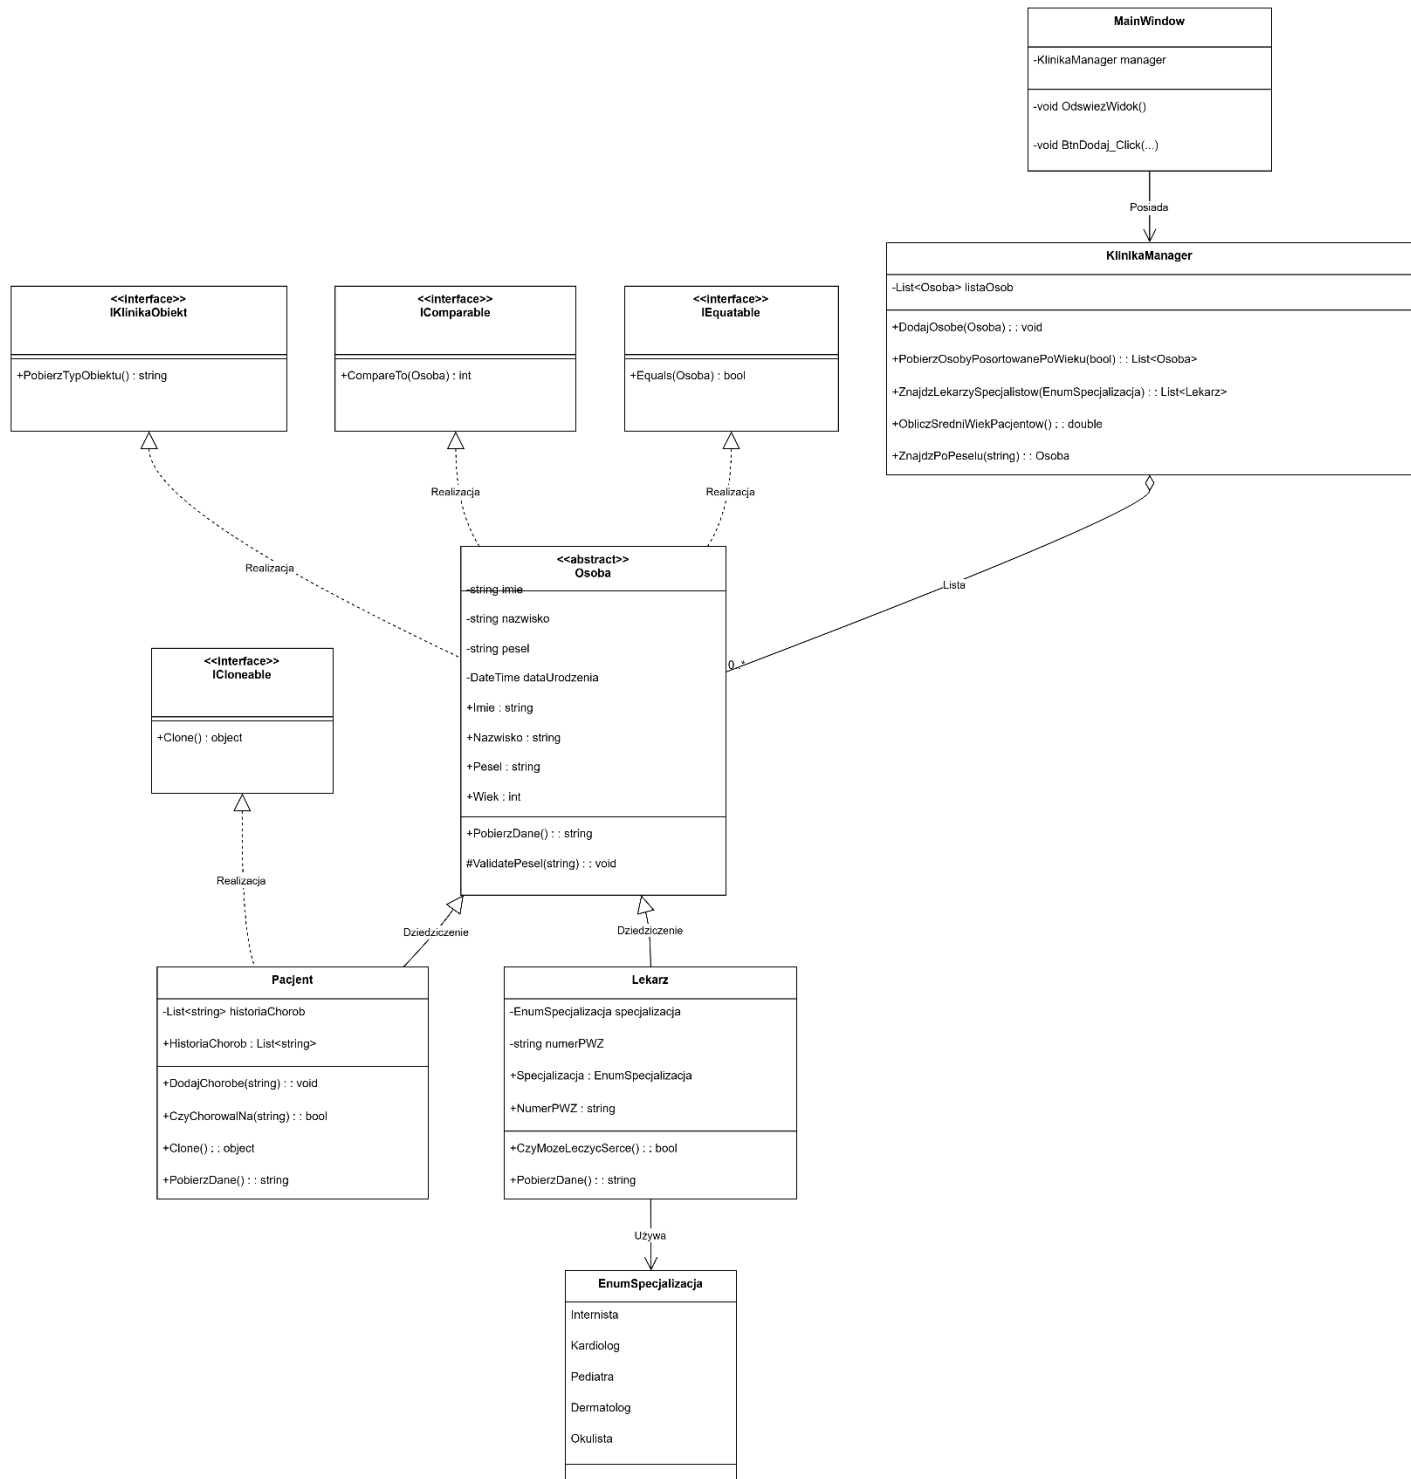 MainWindow
-KlinikaManager manager
-void OdswiezWidok()
-void BtnDodaj_Click(...)
Posiada
KlinikaManager
-List<Osoba> listaOsob
+DodajOsobe(Osoba) : : void
+PobierzOsobyPosortowanePoWieku(bool) : : List<Osoba>
+ZnajdzLekarzySpecjalistow(EnumSpecjalizacja) : : List<Lekarz>
+ObliczSredniWiekPacjentow() : : double
+ZnajdzPoPeselu(string) : : Osoba
<<interface>>
IKlinikaObiekt
+PobierzTypObiektu() : string
<<interface>>
IComparable
+CompareTo(Osoba) : int
<<interface>>
IEquatable
+Equals(Osoba) : bool
Realizacja
Realizacja
Realizacja
Lista
0..*
<<abstract>>
Osoba
-string imie
-string nazwisko
-string pesel
-DateTime dataUrodzenia
+Imie : string
+Nazwisko : string
+Pesel : string
+Wiek : int
+PobierzDane() : : string
#ValidatePesel(string) : : void
<<interface>>
ICloneable
+Clone() : object
Realizacja
Dziedziczenie
Dziedziczenie
Pacjent
-List<string> historiaChorob
+HistoriaChorob : List<string>
+DodajChorobe(string) : : void
+CzyChorowalNa(string) : : bool
+Clone() : : object
+PobierzDane() : : string
Lekarz
-EnumSpecjalizacja specjalizacja
-string numerPWZ
+Specjalizacja : EnumSpecjalizacja
+NumerPWZ : string
+CzyMozeLeczycSerce() : : bool
+PobierzDane() : : string
Używa
EnumSpecjalizacja
Internista
Kardiolog
Pediatra
Dermatolog
Okulista